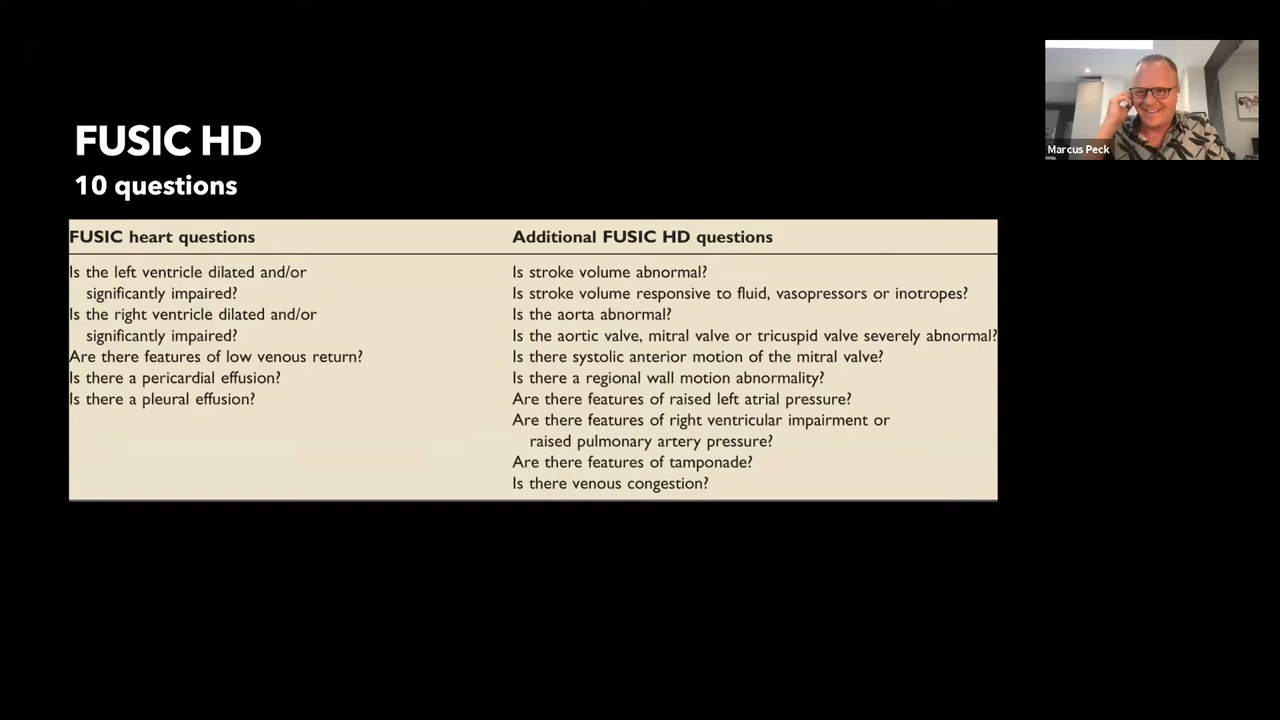 FUSIC HD
10 questions
FUSIC heart questions
Is the left ventricle dilated and/or
significantly impaired?
Is the right ventricle dilated and/or
significantly impaired?
Are there features of low venous return?
Is there a pericardial effusion?
Is there a pleural effusion?
Additional FUSIC HD questions
Is stroke volume abnormal?
Is stroke volume responsive to fluid, vasopressors or inotropes?
Is the aorta abnormal?
Is the aortic valve, mitral valve or tricuspid valve severely abnormal?
Is there systolic anterior motion of the mitral valve?
Is there a regional wall motion abnormality?
Are there features of raised left atrial pressure?
Are there features of right ventricular impairment or
raised pulmonary artery pressure?
Are there features of tamponade?
Is there venous congestion?
Marcus Peck